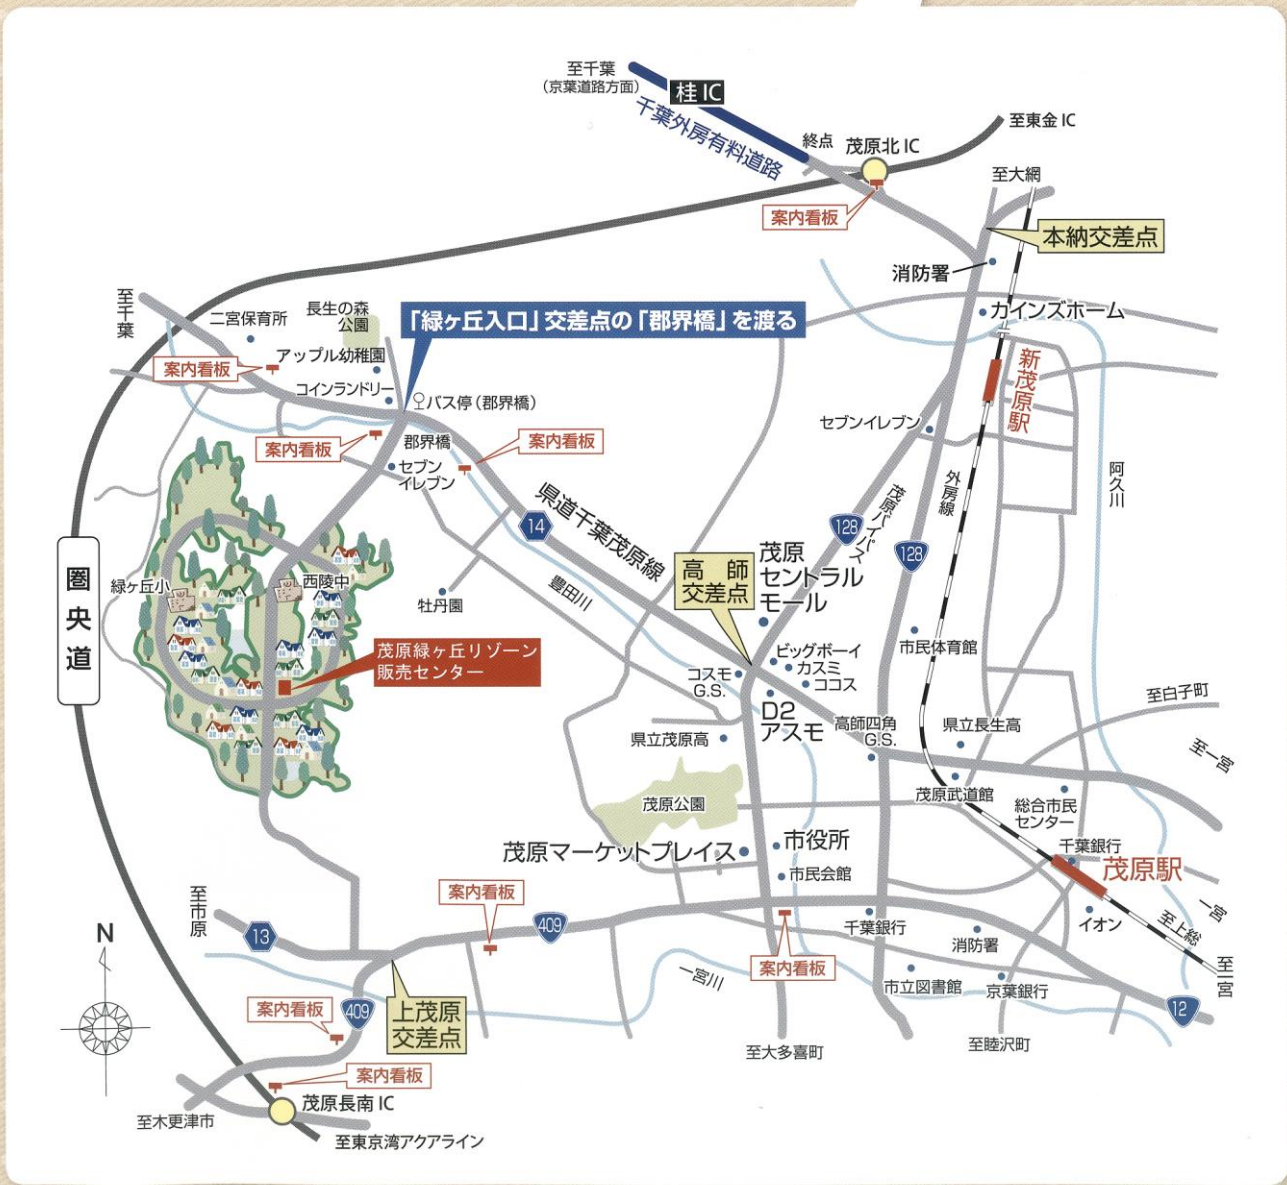 至千葉
(京葉道路方面)
桂IC
千葉外房有料道路
終点
茂原北IC
至東金IC
案内看板
至大網
本納交差点
消防署
カインズホーム
至千葉
二宮保育所
長生の森
公園
「緑ヶ丘入口」交差点の「郡界橋」を渡る
アップル幼稚園
案内看板
コインランドリー
バス停(郡界橋)
新茂原駅
セブンイレブン
案内看板
郡界橋
案内看板
セブン
イレブン
外房線
阿久川
県道千葉茂原線
14
茂原バイパス
128
128
圏央道
緑ヶ丘小
西陵中
牡丹園
豊田川
高師
交差点
茂原
セントラル
モール
市民体育館
茂原緑ヶ丘リゾーン
販売センター
コスモ
G.S.
ビッグボーイ
カスミ
ココス
D2
アスモ
至白子町
県立茂原高
高師四角
G.S.
県立長生高
至一宮
茂原公園
茂原武道館
総合市民
センター
千葉銀行
茂原駅
茂原マーケットプレイス
市役所
市民会館
至市原
13
案内看板
409
千葉銀行
案内看板
消防署
イオン
一宮
至上総
至一宮
N
一宮川
市立図書館
京葉銀行
12
案内看板
409
上茂原
交差点
至大多喜町
至睦沢町
案内看板
茂原長南IC
至木更津市
至東京湾アクアライン